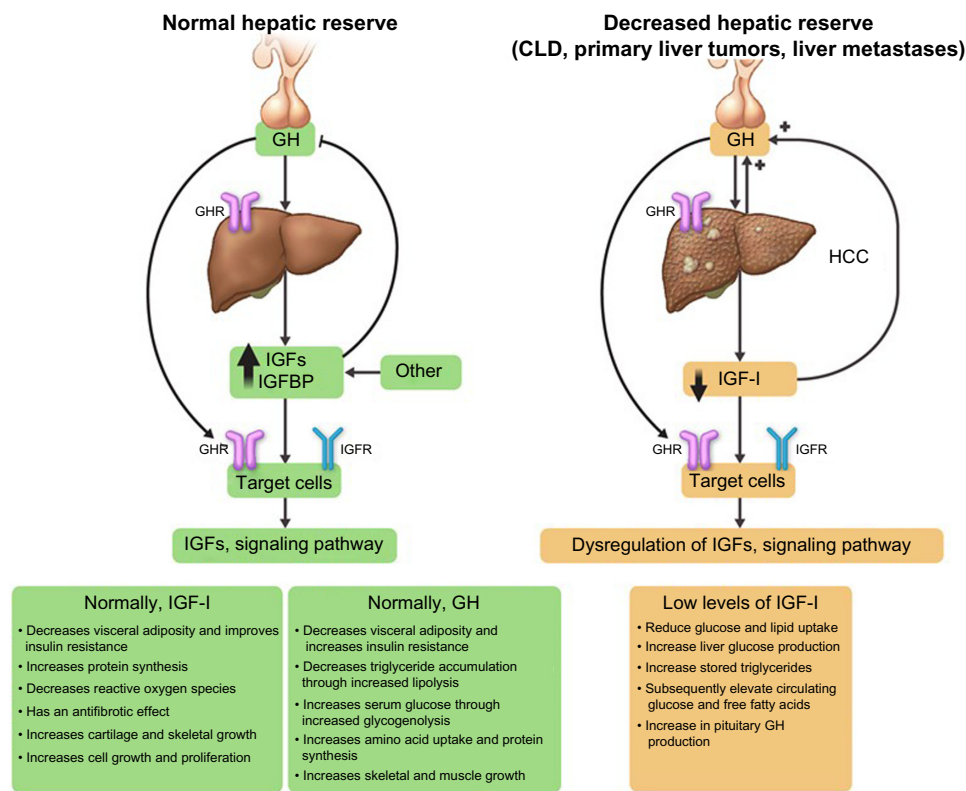 Normal hepatic reserve
GH
GHR
IGFs
IGFBP
Other
GHR
IGFR
Target cells
IGFs, signaling pathway
Decreased hepatic reserve
(CLD, primary liver tumors, liver metastases)
+
GH
+
GHR
HCC
IGF-I
GHR
IGFR
Target cells
Dysregulation of IGFs, signaling pathway
Normally, IGF-I
• Decreases visceral adiposity and improves
insulin resistance
• Increases protein synthesis
• Decreases reactive oxygen species
• Has an antifibrotic effect
• Increases cartilage and skeletal growth
• Increases cell growth and proliferation
Normally, GH
• Decreases visceral adiposity and
increases insulin resistance
• Decreases triglyceride accumulation
through increased lipolysis
• Increases serum glucose through
increased glycogenolysis
• Increases amino acid uptake and protein
synthesis
• Increases skeletal and muscle growth
Low levels of IGF-I
• Reduce glucose and lipid uptake
• Increase liver glucose production
• Increase stored triglycerides
• Subsequently elevate circulating
glucose and free fatty acids
• Increase in pituitary GH
production